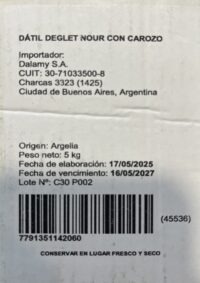 DÁTIL DEGLET NOUR CON CAROZO
Importador:
Dalamy S.A.
CUIT: 30-71033500-8
Charcas 3323 (1425)
Ciudad de Buenos Aires, Argentina
Origen: Argelia
Peso neto: 5 kg
Fecha de elaboración: 17/05/2025
Fecha de vencimiento: 16/05/2027
Lote Nº: C30 P002
(45536)
7791351142060
CONSERVAR EN LUGAR FRESCO Y SECO